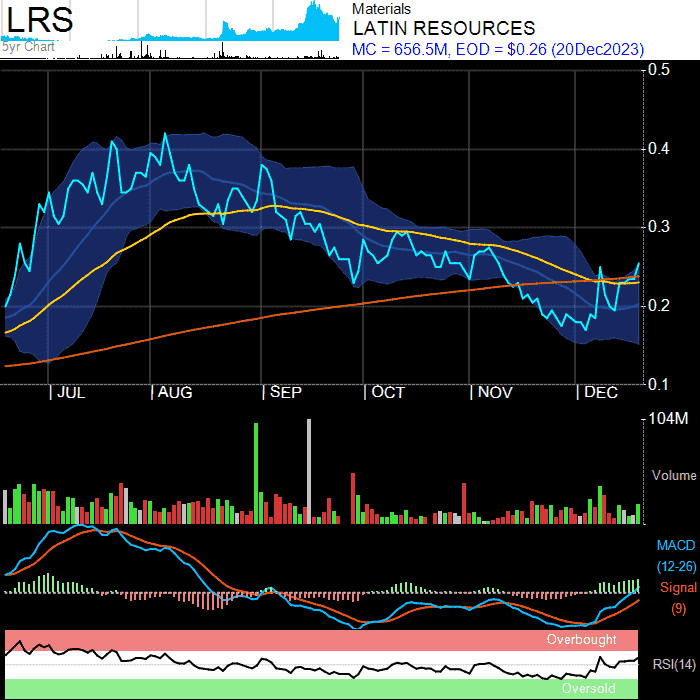 LRS
5yr Chart
Materials
LATIN RESOURCES
MC = 656.5M, EOD = $0.26 (20Dec2023)
0.5
0.4
0.3
0.2
0.1
| JUL | AUG | SEP | OCT | NOV | DEC
104M
Volume
MACD
(12-26)
Signal
(9)
Overbought
RSI(14)
Oversold